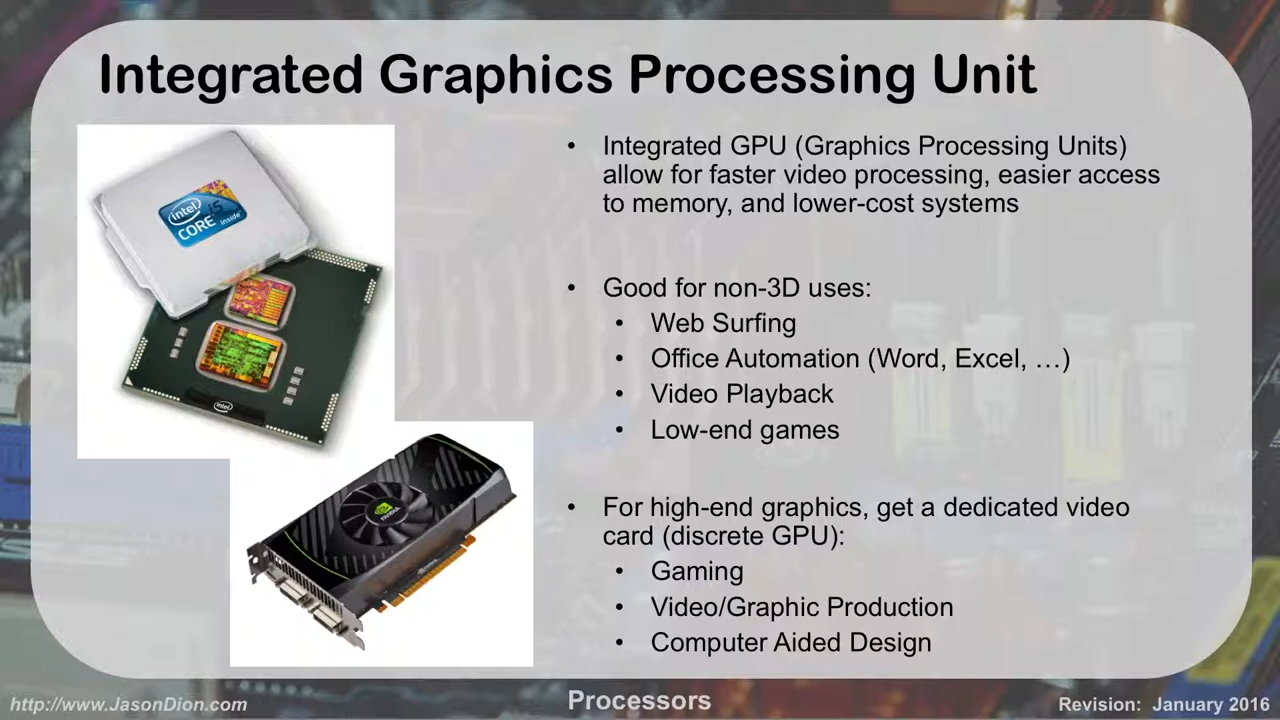 Integrated Graphics Processing Unit
intel
CORE i5
inside
intel
NVIDIA
• Integrated GPU (Graphics Processing Units)
allow for faster video processing, easier access
to memory, and lower-cost systems
• Good for non-3D uses:
• Web Surfing
• Office Automation (Word, Excel, …)
• Video Playback
• Low-end games
• For high-end graphics, get a dedicated video
card (discrete GPU):
• Gaming
• Video/Graphic Production
• Computer Aided Design
http://www.JasonDion.com
Processors
Revision: January 2016